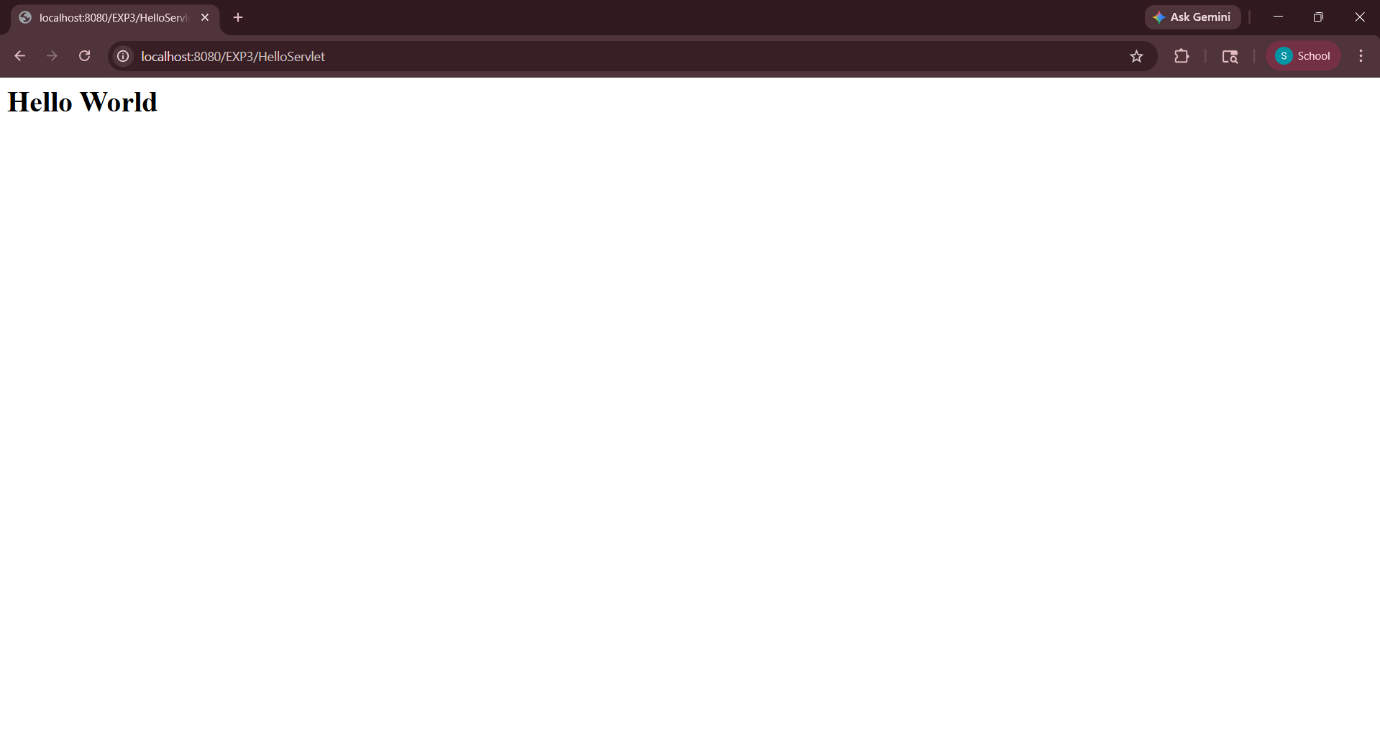 localhost:8080/EXP3/HelloServl
Ask Gemini
localhost:8080/EXP3/HelloServlet
S School
Hello World